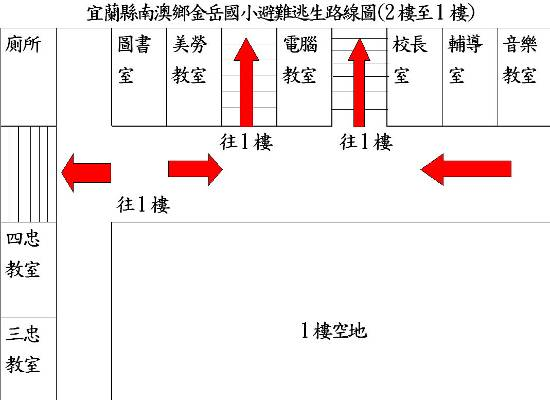 宜蘭縣南澳鄉金岳國小避難逃生路線圖(2樓至1樓)
廁所
圖書
室
美勞
教室
電腦
教室
校長
室
輔導
室
音樂
教室
往1樓
往1樓
往1樓
四忠
教室
三忠
教室
1樓空地